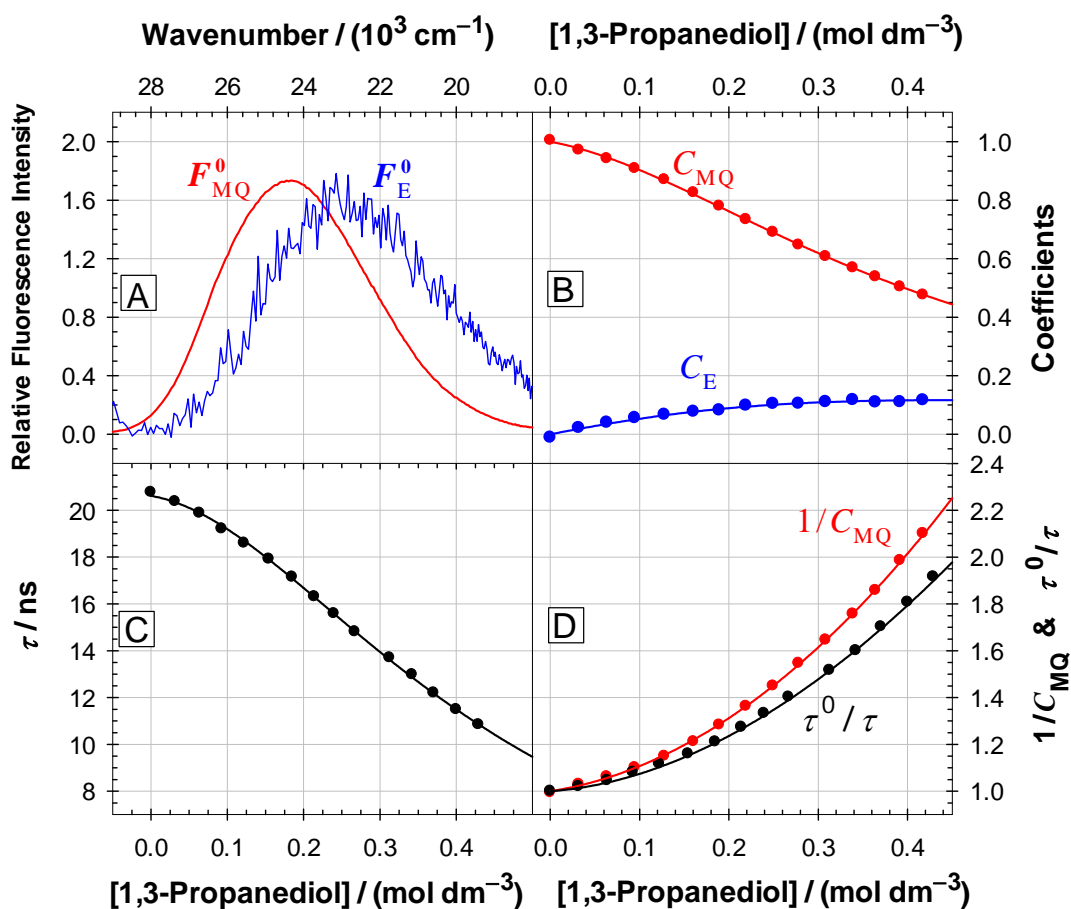 Wavenumber / (10³ cm⁻¹)
[1,3-Propanediol] / (mol dm⁻³)
28 26 24 22 20
0.0 0.1 0.2 0.3 0.4
Relative Fluorescence Intensity
2.0
1.6
1.2
0.8
0.4
0.0
F⁰MQ
F⁰E
A
CMQ
B
CE
1.0
0.8
0.6
0.4
0.2
0.0
Coefficients
τ / ns
20
18
16
14
12
10
8
C
1/CMQ
D
τ⁰/τ
2.4
2.2
2.0
1.8
1.6
1.4
1.2
1.0
1/CMQ & τ⁰/τ
0.0 0.1 0.2 0.3 0.4
0.0 0.1 0.2 0.3 0.4
[1,3-Propanediol] / (mol dm⁻³)
[1,3-Propanediol] / (mol dm⁻³)